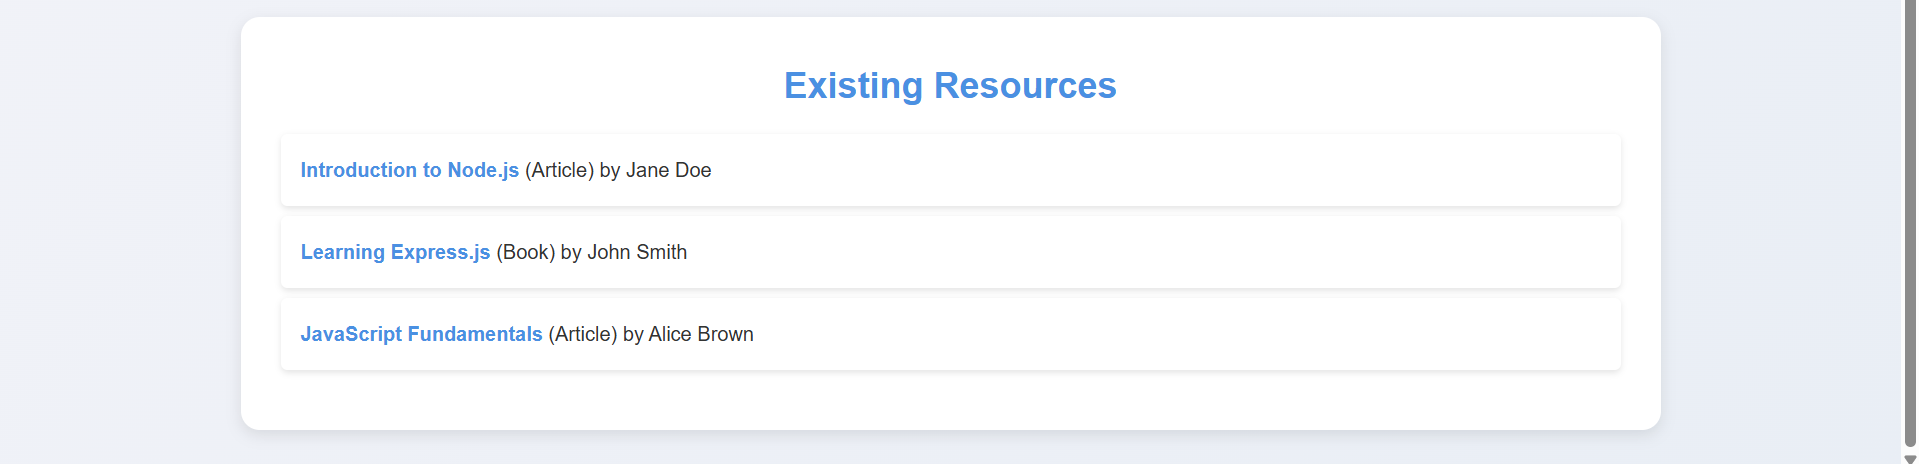 Existing Resources
Introduction to Node.js (Article) by Jane Doe
Learning Express.js (Book) by John Smith
JavaScript Fundamentals (Article) by Alice Brown